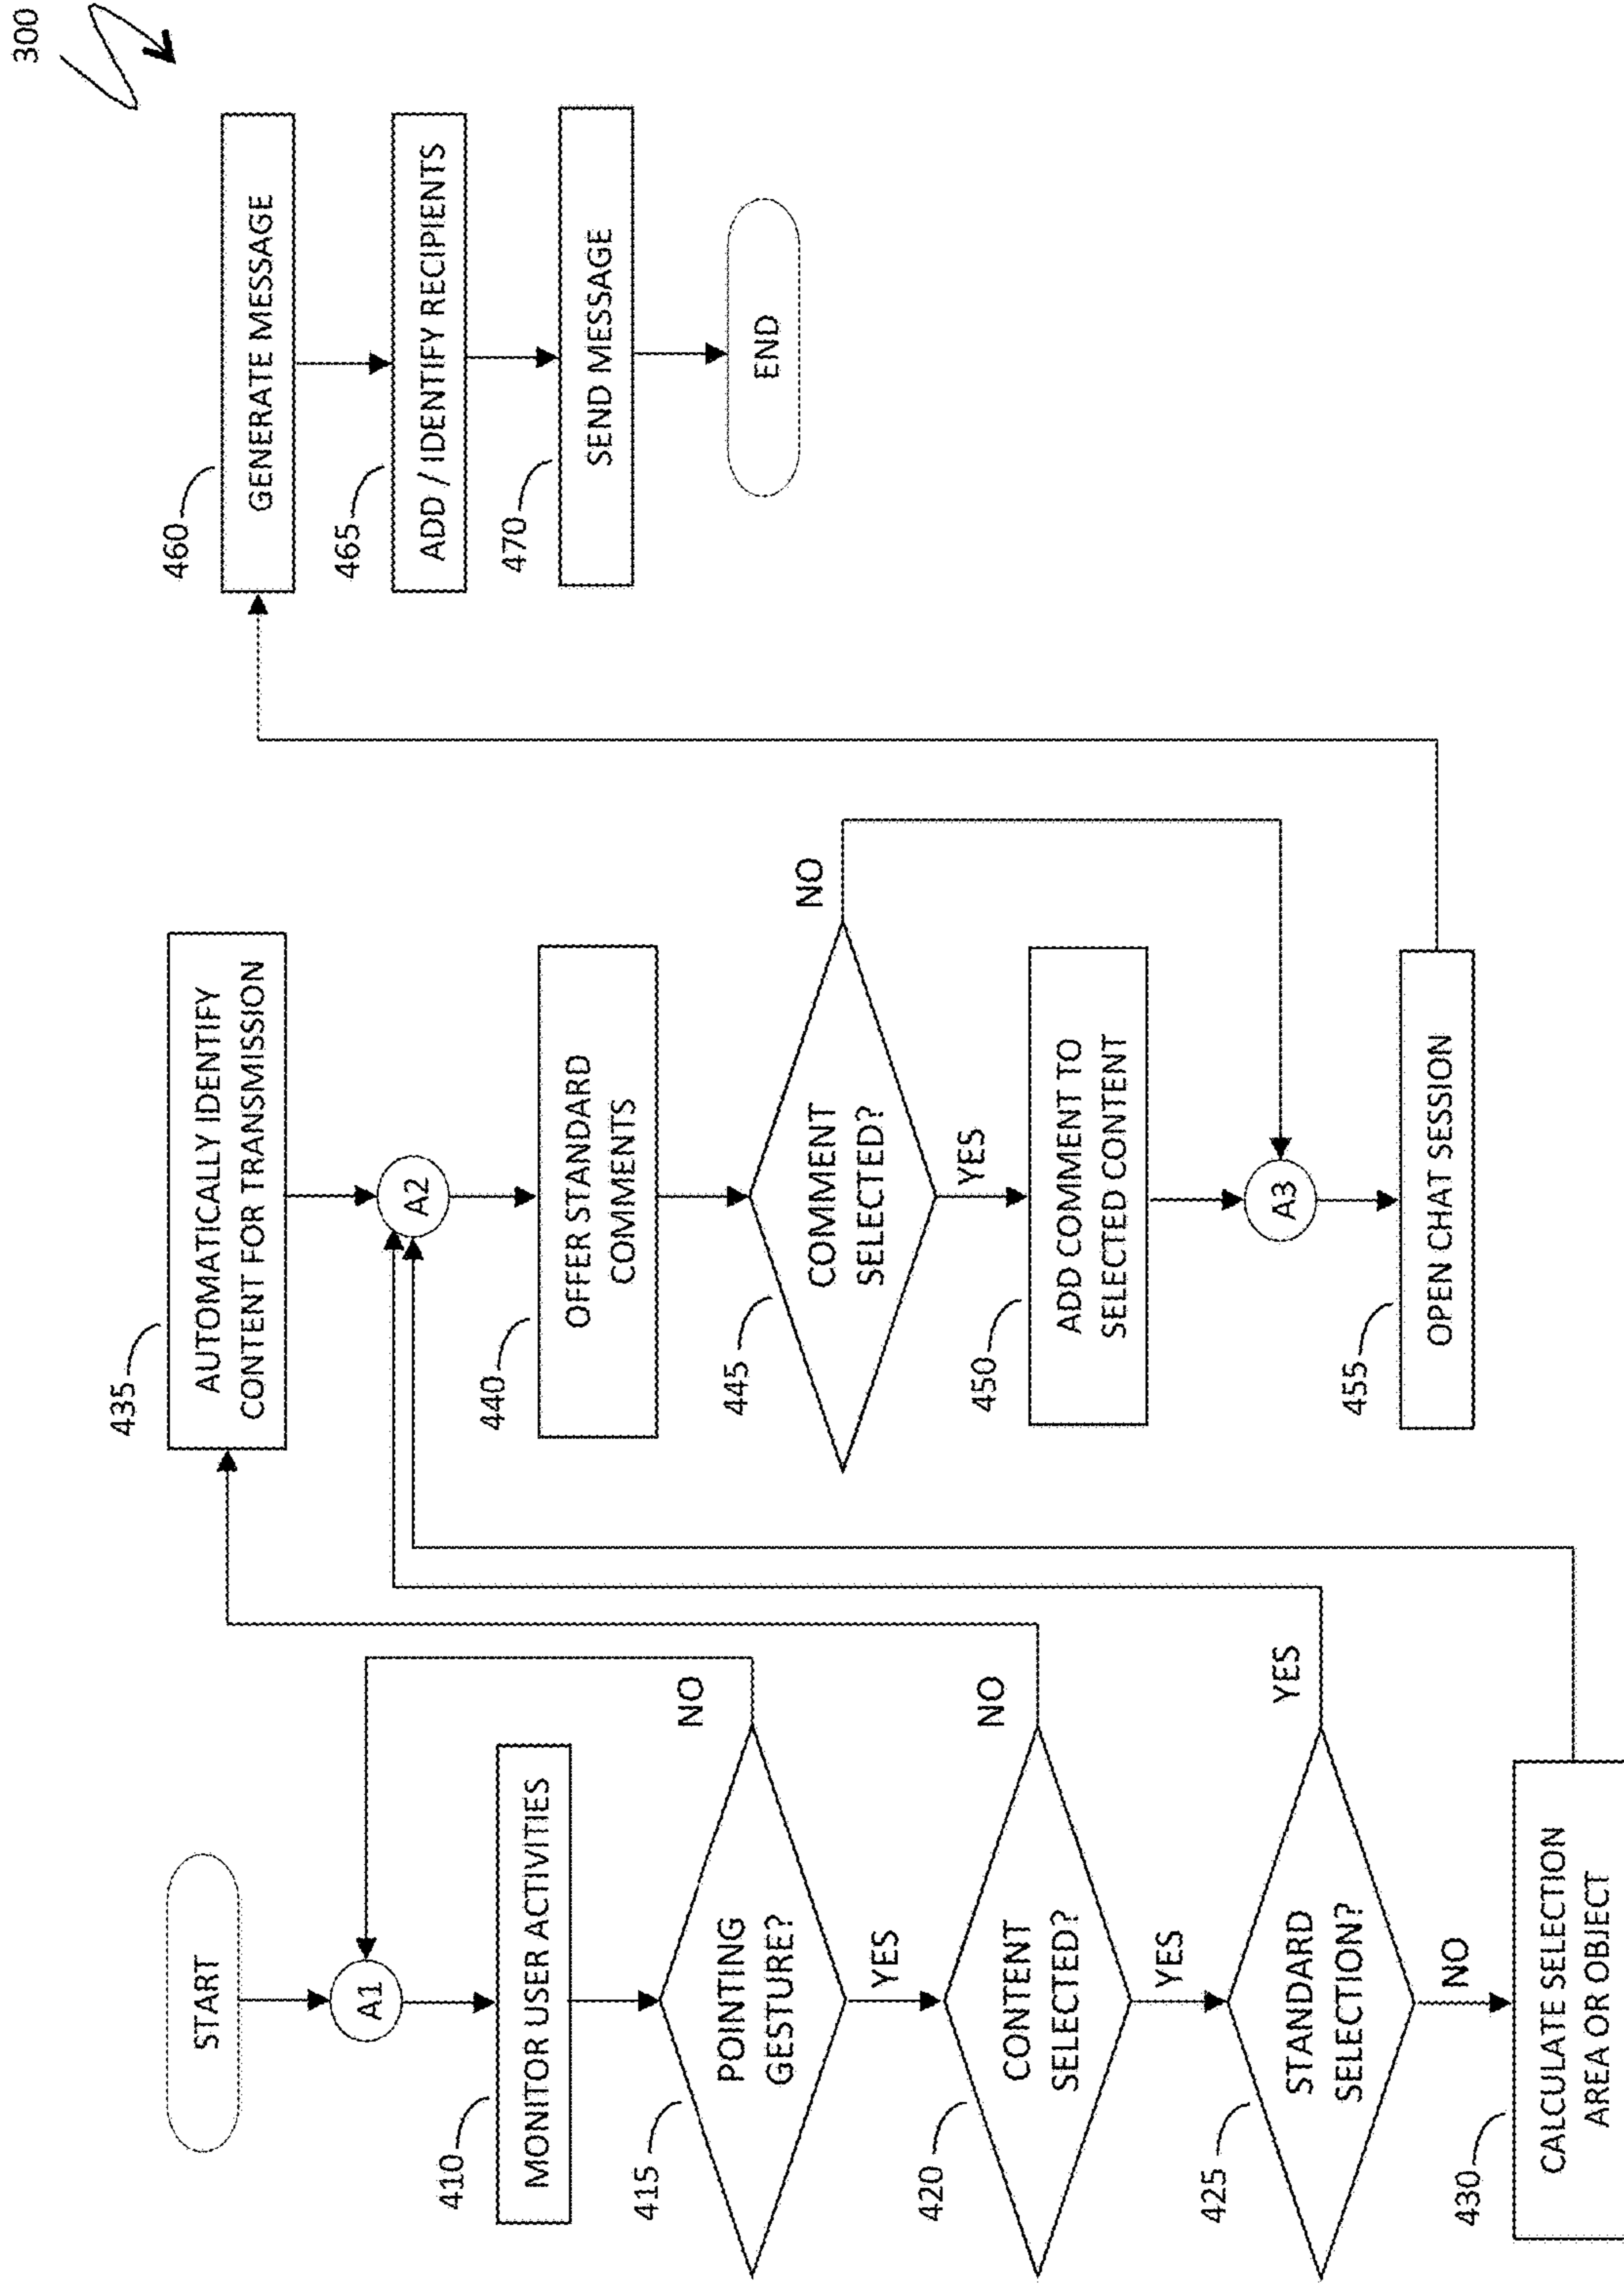 300
START
A1
410
MONITOR USER ACTIVITIES
415
POINTING
GESTURE?
NO
YES
420
CONTENT
SELECTED?
NO
YES
425
STANDARD
SELECTION?
YES
NO
430
CALCULATE SELECTION
AREA OR OBJECT
435
AUTOMATICALLY IDENTIFY
CONTENT FOR TRANSMISSION
A2
440
OFFER STANDARD
COMMENTS
445
COMMENT
SELECTED?
NO
YES
450
ADD COMMENT TO
SELECTED CONTENT
A3
455
OPEN CHAT SESSION
460
GENERATE MESSAGE
465
ADD / IDENTIFY RECIPIENTS
470
SEND MESSAGE
END